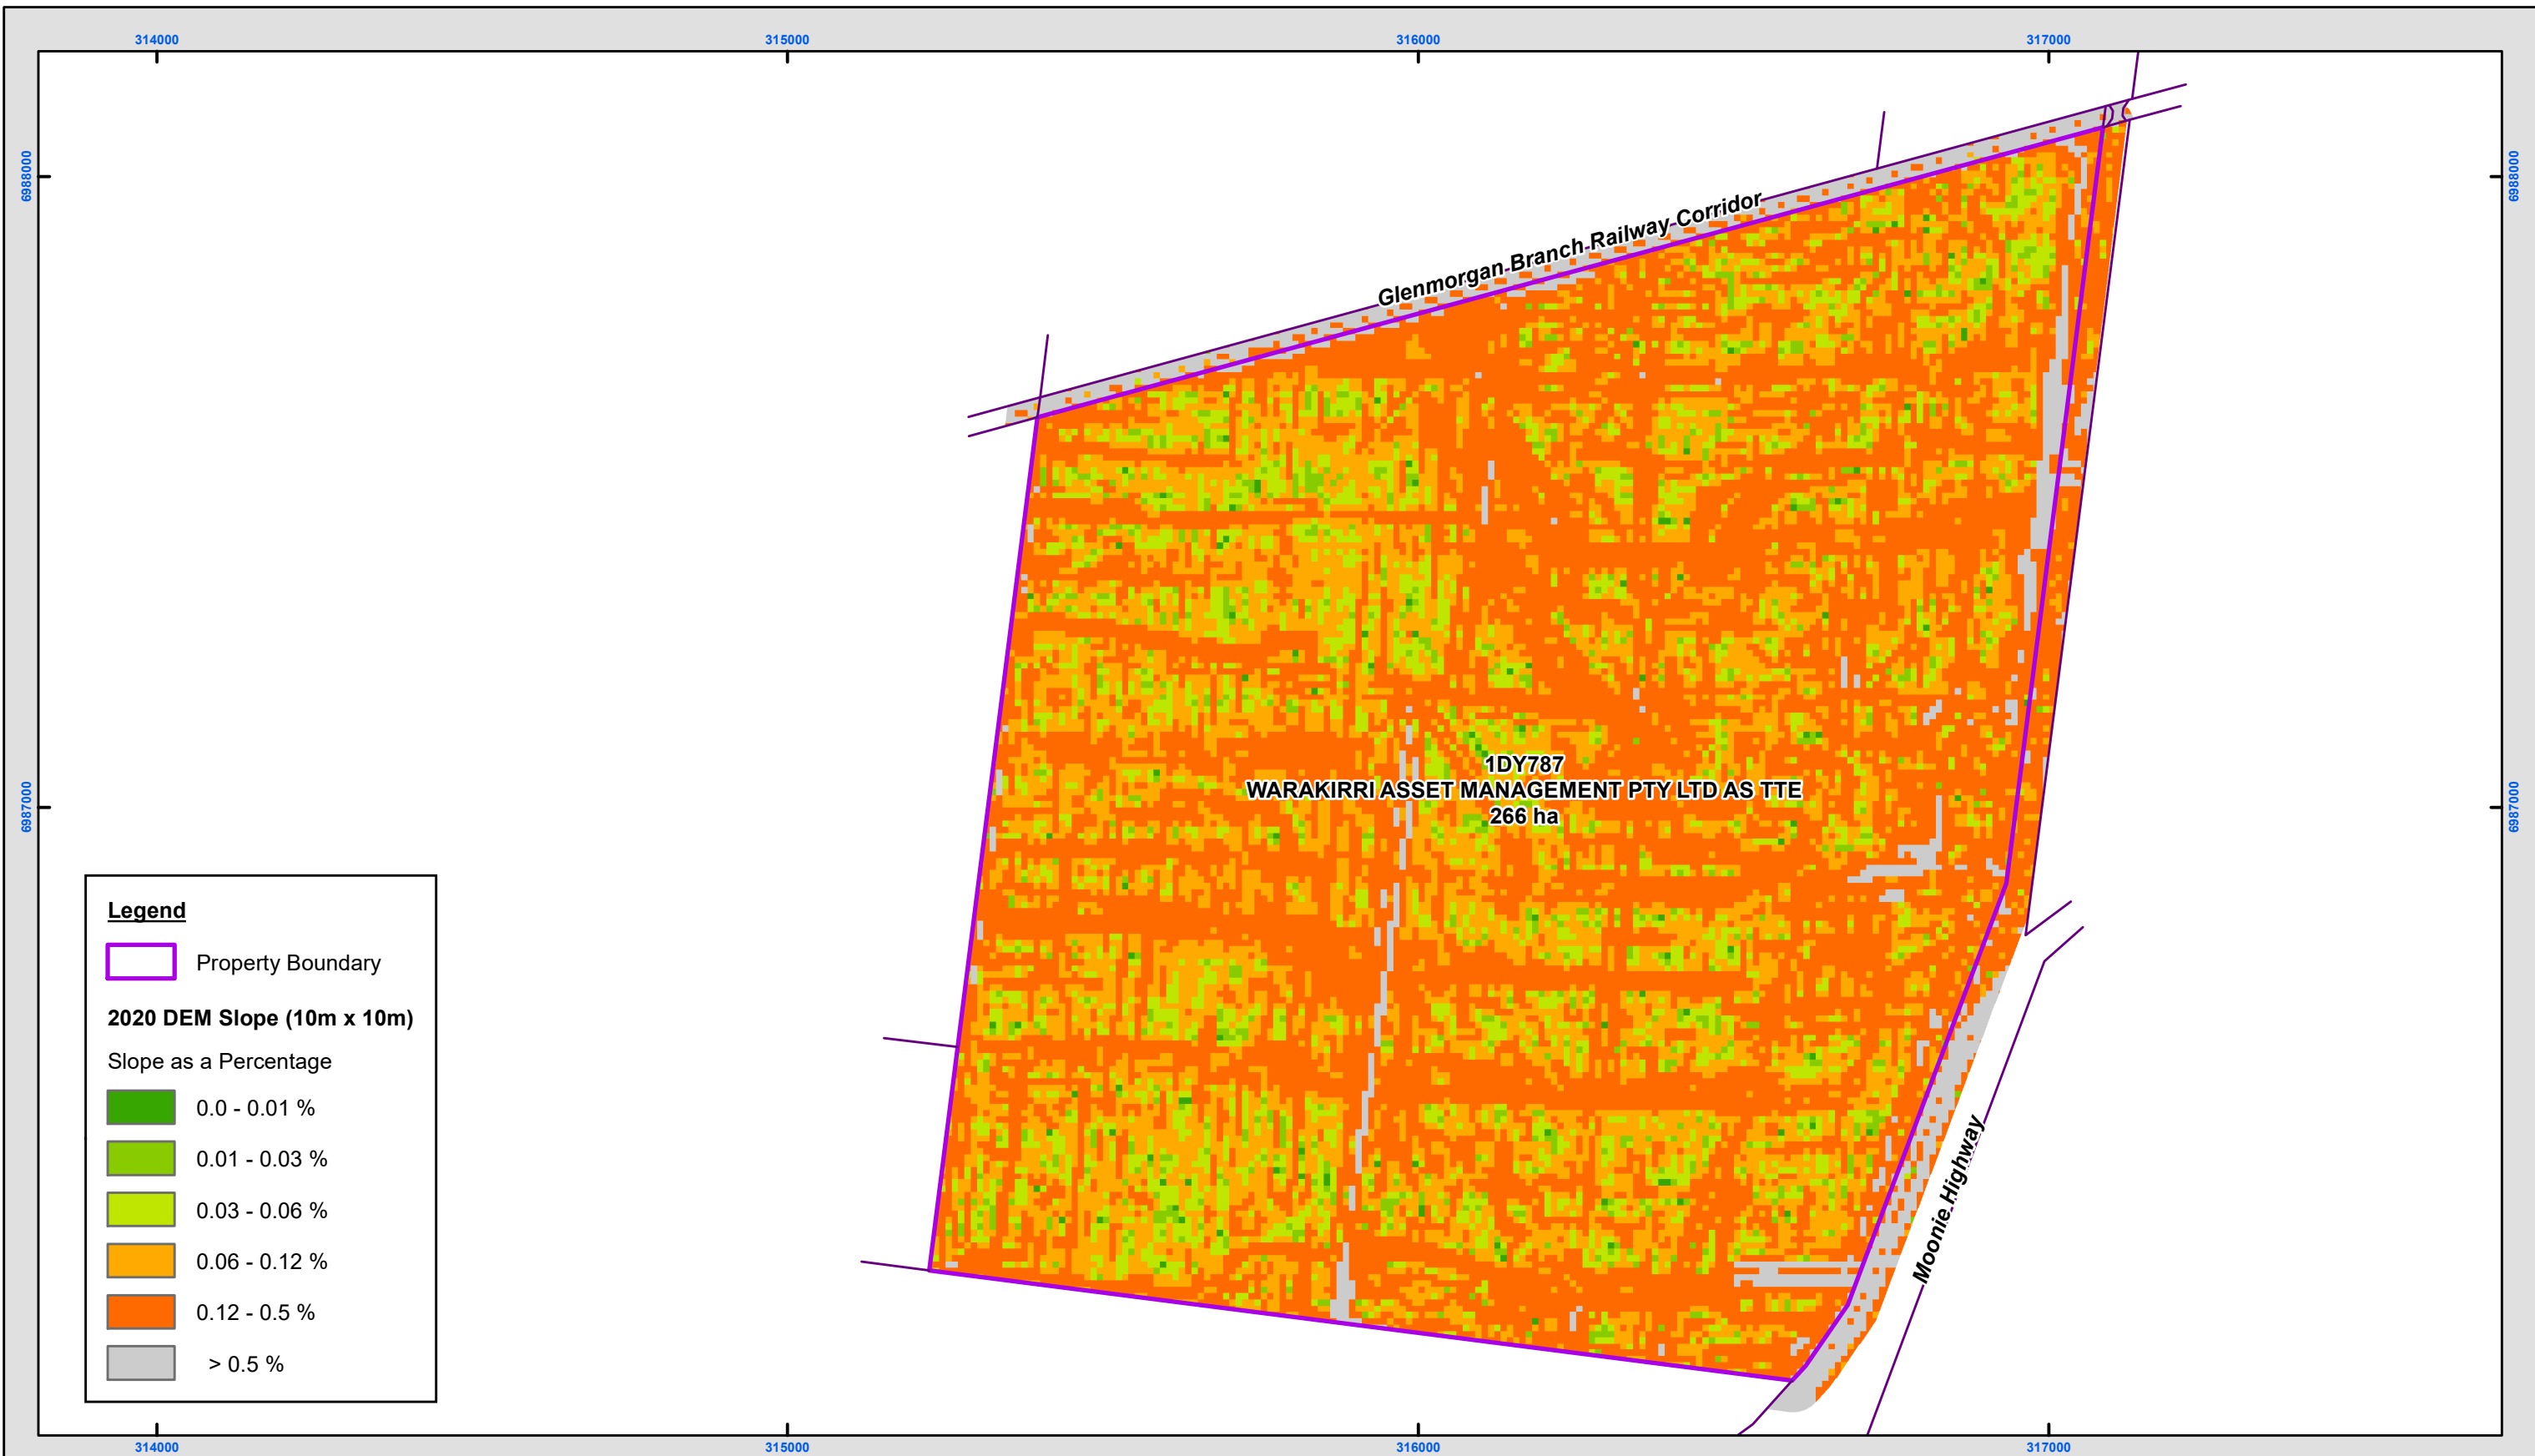 314000
315000
316000
317000
6988000
6988000
Glenmorgan Branch Railway Corridor
1DY787
WARAKIRRI ASSET MANAGEMENT PTY LTD AS TTE
266 ha
6987000
6987000
Moonie Highway
Legend
Property Boundary
2020 DEM Slope (10m x 10m)
Slope as a Percentage
0.0 - 0.01 %
0.01 - 0.03 %
0.03 - 0.06 %
0.06 - 0.12 %
0.12 - 0.5 %
> 0.5 %
314000
315000
316000
317000